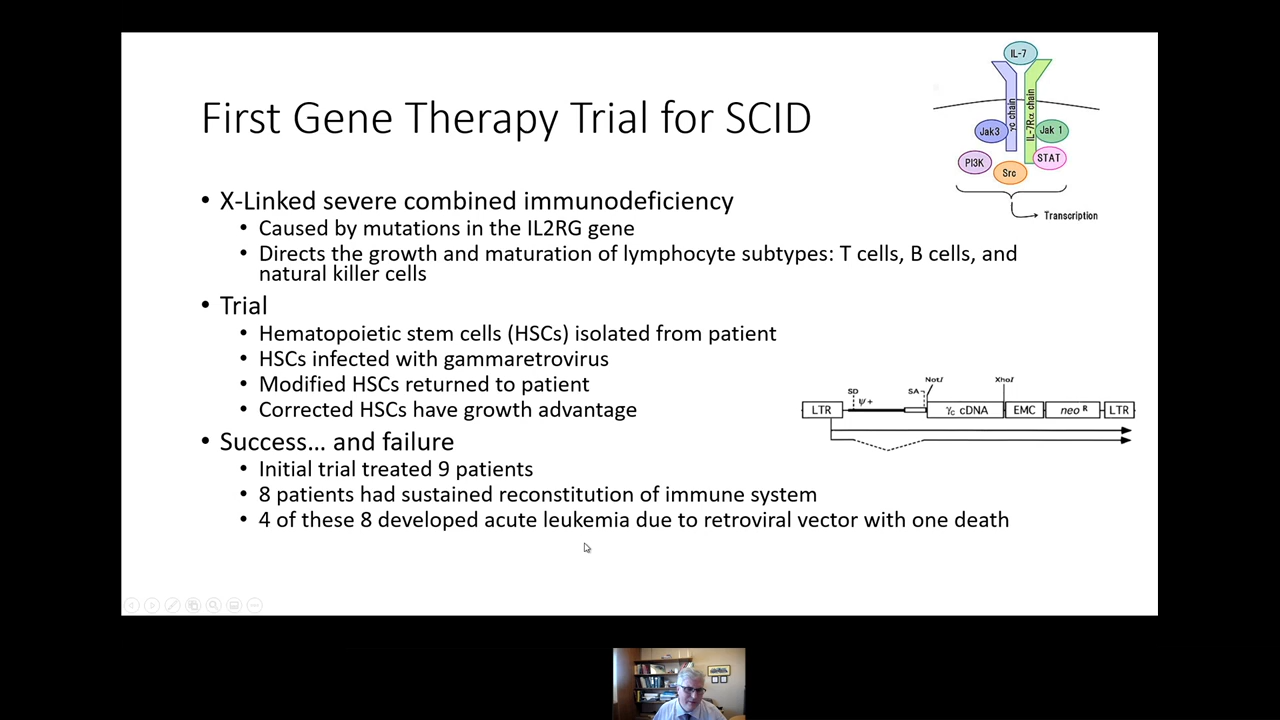 First Gene Therapy Trial for SCID
• X-Linked severe combined immunodeficiency
• Caused by mutations in the IL2RG gene
• Directs the growth and maturation of lymphocyte subtypes: T cells, B cells, and
natural killer cells
• Trial
• Hematopoietic stem cells (HSCs) isolated from patient
• HSCs infected with gammaretrovirus
• Modified HSCs returned to patient
• Corrected HSCs have growth advantage
• Success... and failure
• Initial trial treated 9 patients
• 8 patients had sustained reconstitution of immune system
• 4 of these 8 developed acute leukemia due to retroviral vector with one death
IL-7
γc chain
IL-7Rα chain
Jak3
Jak 1
PI3K
Src
STAT
Transcription
SD
SA
NotI
XhoI
LTR
ψ+
γc cDNA
EMC
neo R
LTR